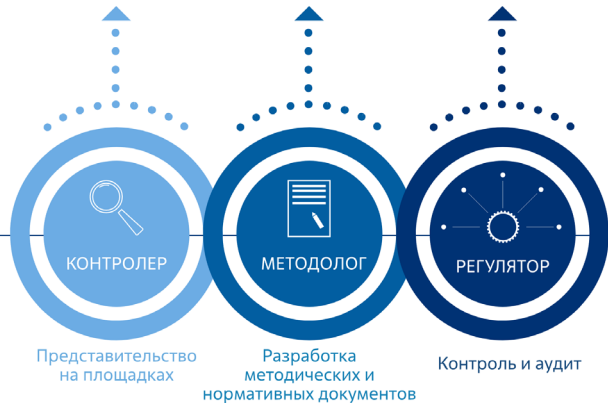 КОНТРОЛЕР
МЕТОДОЛОГ
РЕГУЛЯТОР
Представительство
на площадках
Разработка
методических и
нормативных документов
Контроль и аудит